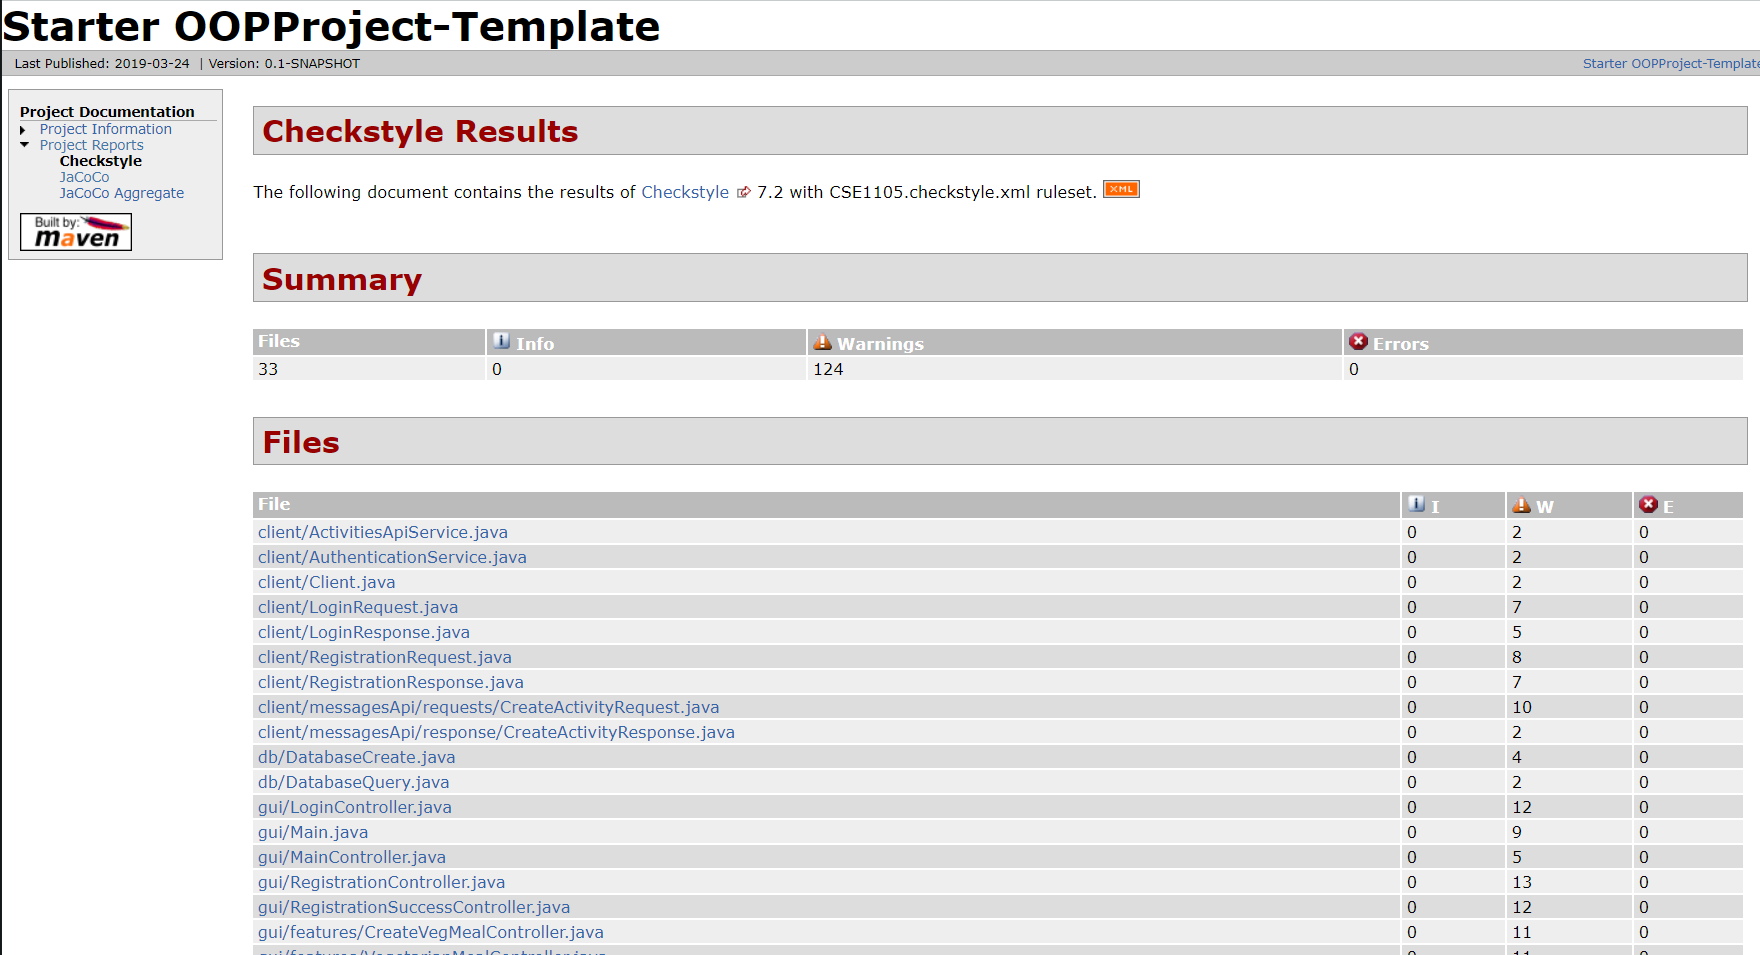 Starter OOPProject-Template
Last Published: 2019-03-24 | Version: 0.1-SNAPSHOT
Starter OOPProject-Template
Project Documentation
Project Information
Project Reports
Checkstyle
JaCoCo
JaCoCo Aggregate
Built by:
maven
Checkstyle Results
The following document contains the results of Checkstyle 7.2 with CSE1105.checkstyle.xml ruleset. XML
Summary
Files Info Warnings Errors
33 0 124 0
Files
File I W E
client/ActivitiesApiService.java 0 2 0
client/AuthenticationService.java 0 2 0
client/Client.java 0 2 0
client/LoginRequest.java 0 7 0
client/LoginResponse.java 0 5 0
client/RegistrationRequest.java 0 8 0
client/RegistrationResponse.java 0 7 0
client/messagesApi/requests/CreateActivityRequest.java 0 10 0
client/messagesApi/response/CreateActivityResponse.java 0 2 0
db/DatabaseCreate.java 0 4 0
db/DatabaseQuery.java 0 2 0
gui/LoginController.java 0 12 0
gui/Main.java 0 9 0
gui/MainController.java 0 5 0
gui/RegistrationController.java 0 13 0
gui/RegistrationSuccessController.java 0 12 0
gui/features/CreateVegMealController.java 0 11 0